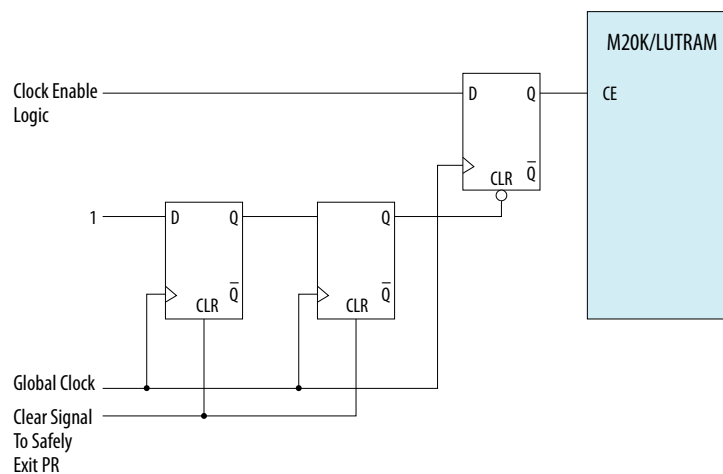 M20K/LUTRAM
Clock Enable
Logic
D Q
CE
CLR Q̅
1
D Q
Q
CLR Q̅
CLR Q̅
Global Clock
Clear Signal
To Safely
Exit PR